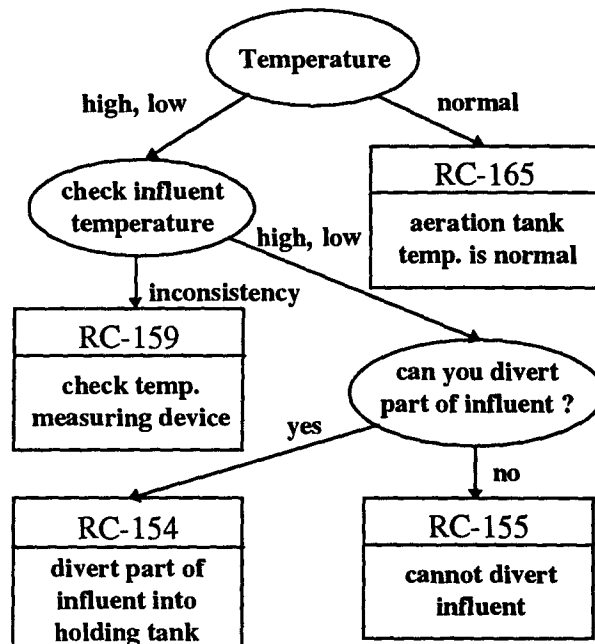 Temperature
high, low
normal
check influent
temperature
RC-165
aeration tank
temp. is normal
high, low
inconsistency
RC-159
check temp.
measuring device
can you divert
part of influent ?
yes
no
RC-154
divert part of
influent into
holding tank
RC-155
cannot divert
influent